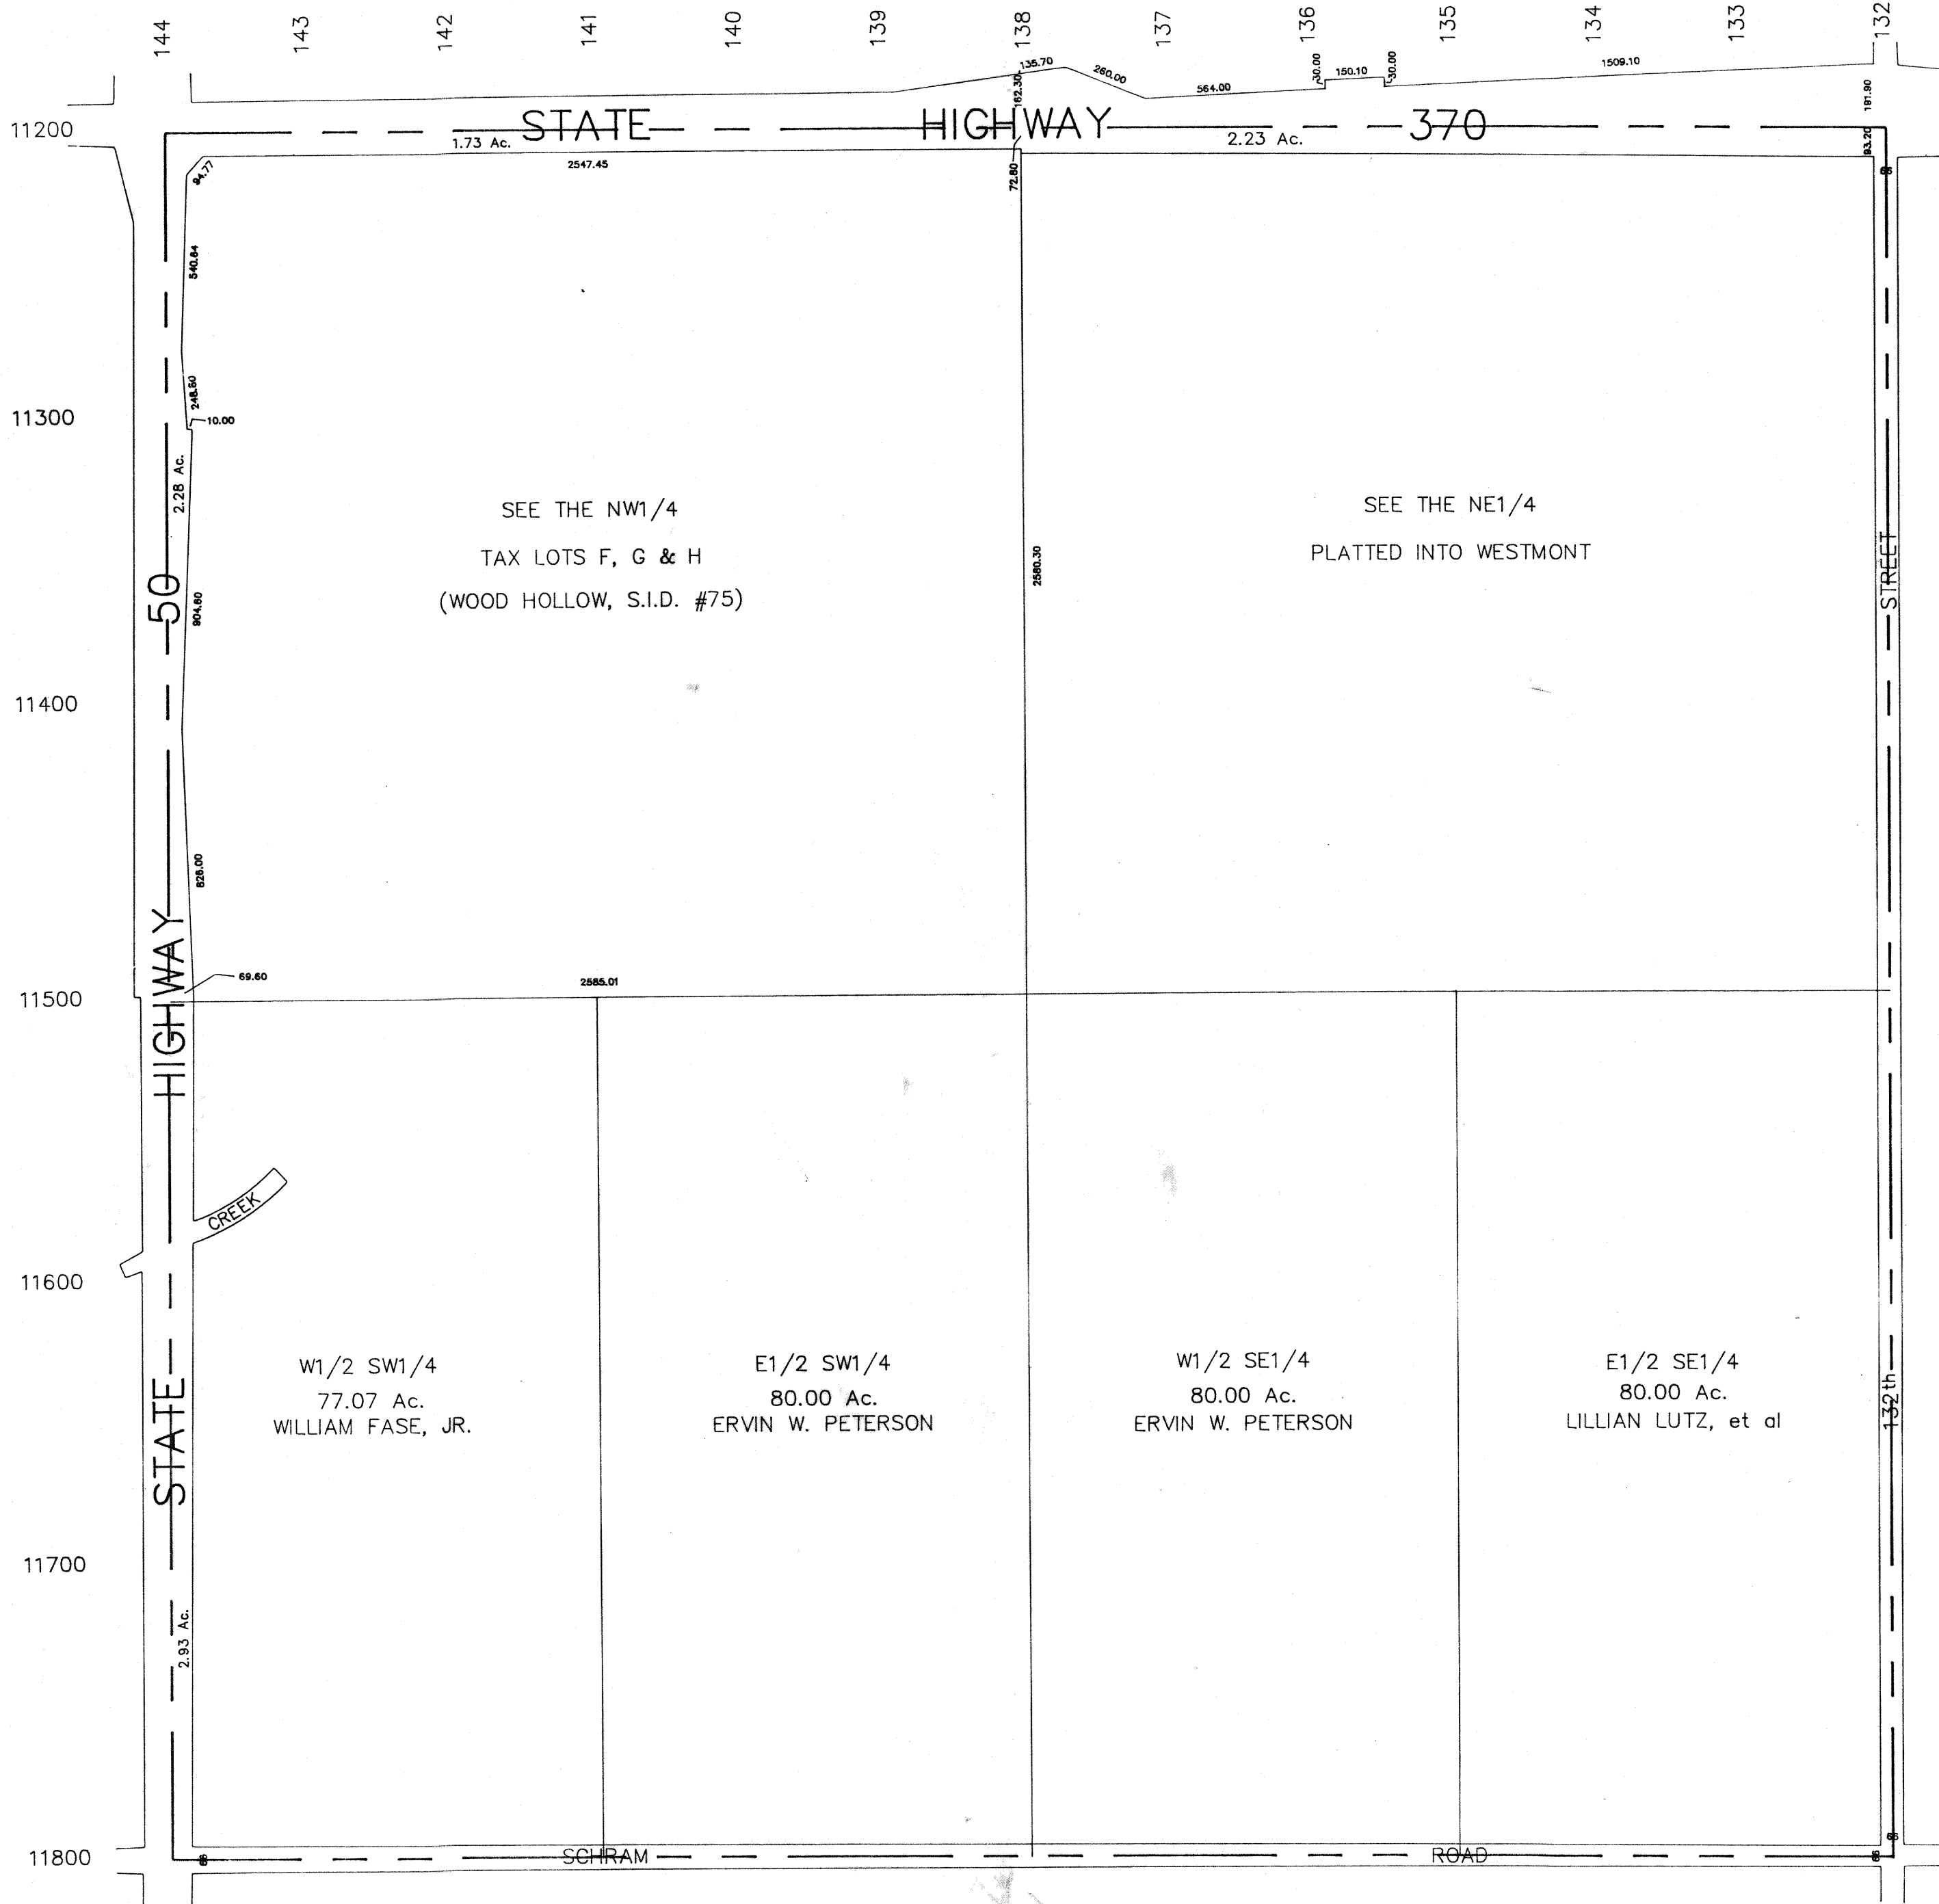 144
143
142
141
140
139
138
137
136
135
134
133
132
135.70
260.00
162.30
564.00
30.00
150.10
30.00
1509.10
191.90
11200
STATE HIGHWAY 370
1.73 Ac.
2.23 Ac.
93.20
94.77
2547.45
72.80
66
540.64
248.60
10.00
11300
2.28 Ac.
SEE THE NW1/4
TAX LOTS F, G & H
(WOOD HOLLOW, S.I.D. #75)
SEE THE NE1/4
PLATTED INTO WESTMONT
2580.30
904.60
11400
826.00
69.60
2585.01
11500
STATE HIGHWAY 50
132th STREET
CREEK
11600
W1/2 SW1/4
77.07 Ac.
WILLIAM FASE, JR.
E1/2 SW1/4
80.00 Ac.
ERVIN W. PETERSON
W1/2 SE1/4
80.00 Ac.
ERVIN W. PETERSON
E1/2 SE1/4
80.00 Ac.
LILLIAN LUTZ, et al
11700
2.93 Ac.
11800
66
SCHRAM ROAD
66
66